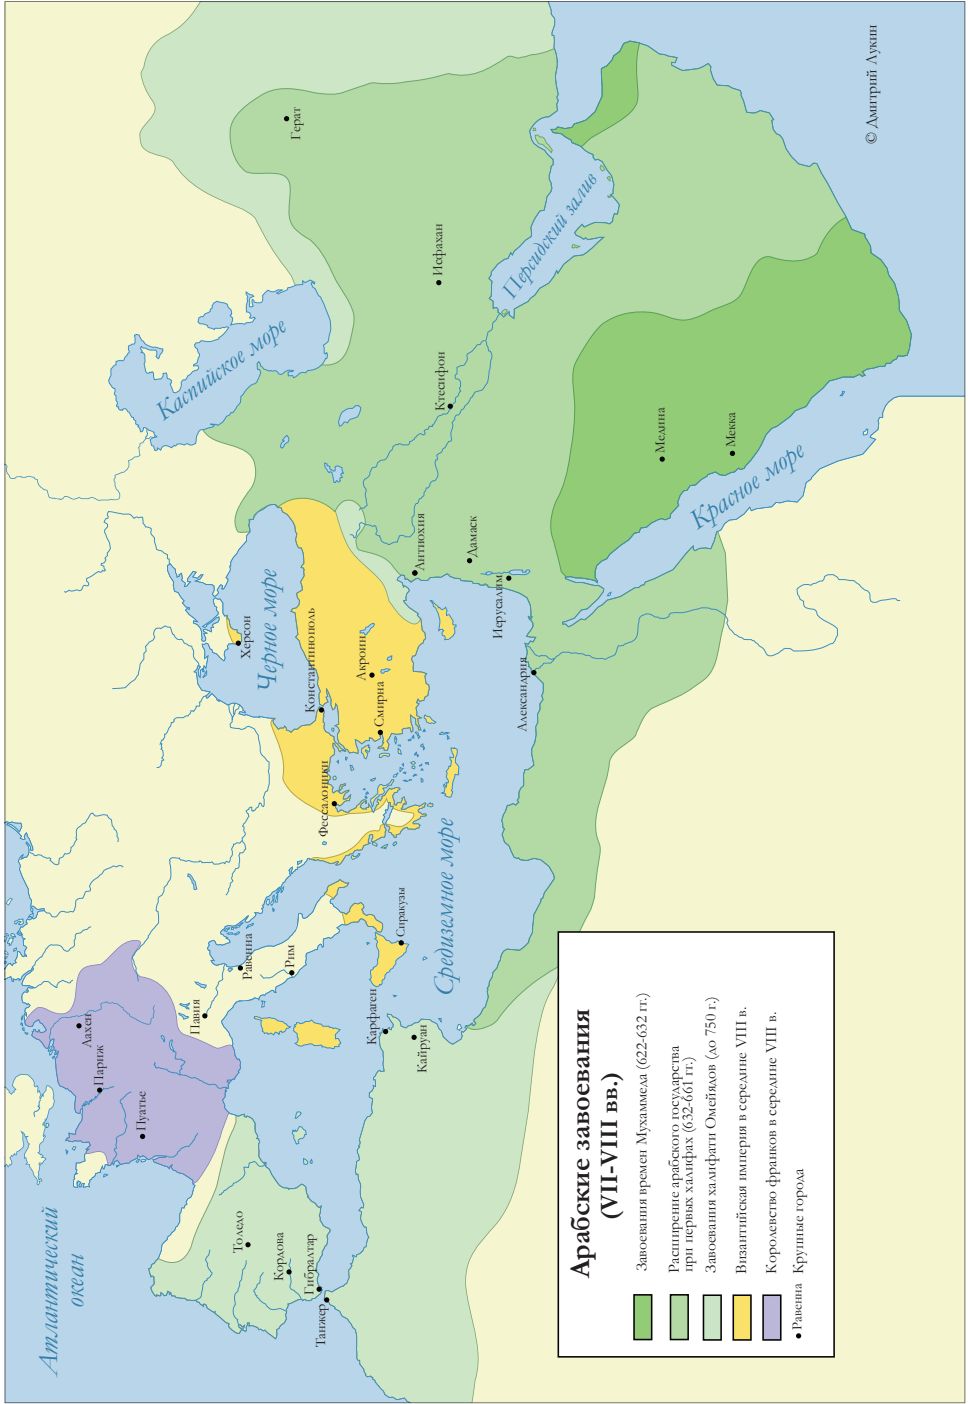 Атлантический
океан
Аахен
Париж
Пуатье
Павия
Равенна
Рим
Толедо
Кордова
Гибралтар
Танжер
Карфаген
Кайруан
Сиракузы
Средиземное море
Фессалоники
Константинополь
Смирна
Акроин
Херсон
Черное море
Каспийское море
Антиохия
Дамаск
Иерусалим
Александрия
Ктесифон
Исфахан
Герат
Персидский залив
Медина
Мекка
Красное море
Арабские завоевания
(VII-VIII вв.)
Завоевания времен Мухаммеда (622-632 гг.)
Расширение арабского государства
при первых халифах (632-661 гг.)
Завоевания халифати Омейядов (до 750 г.)
Византийская империя в середине VIII в.
Королевство франков в середине VIII в.
Равенна Крупные города
© Дмитрий Лукин